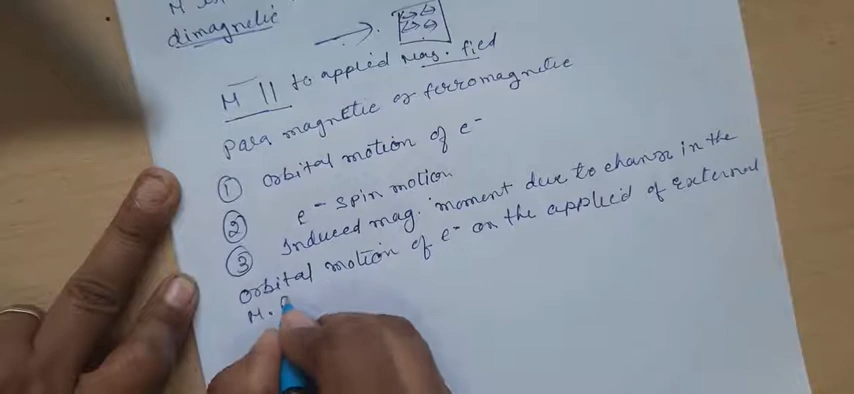 M
dimagnetic
M || to applied Mag. fied
Para magnetic or ferromagnetic
① Orbital motion of e-
② e- spin motion
③ Induced mag. moment due to change in the
Orbital motion of e- on the applied of external
M.